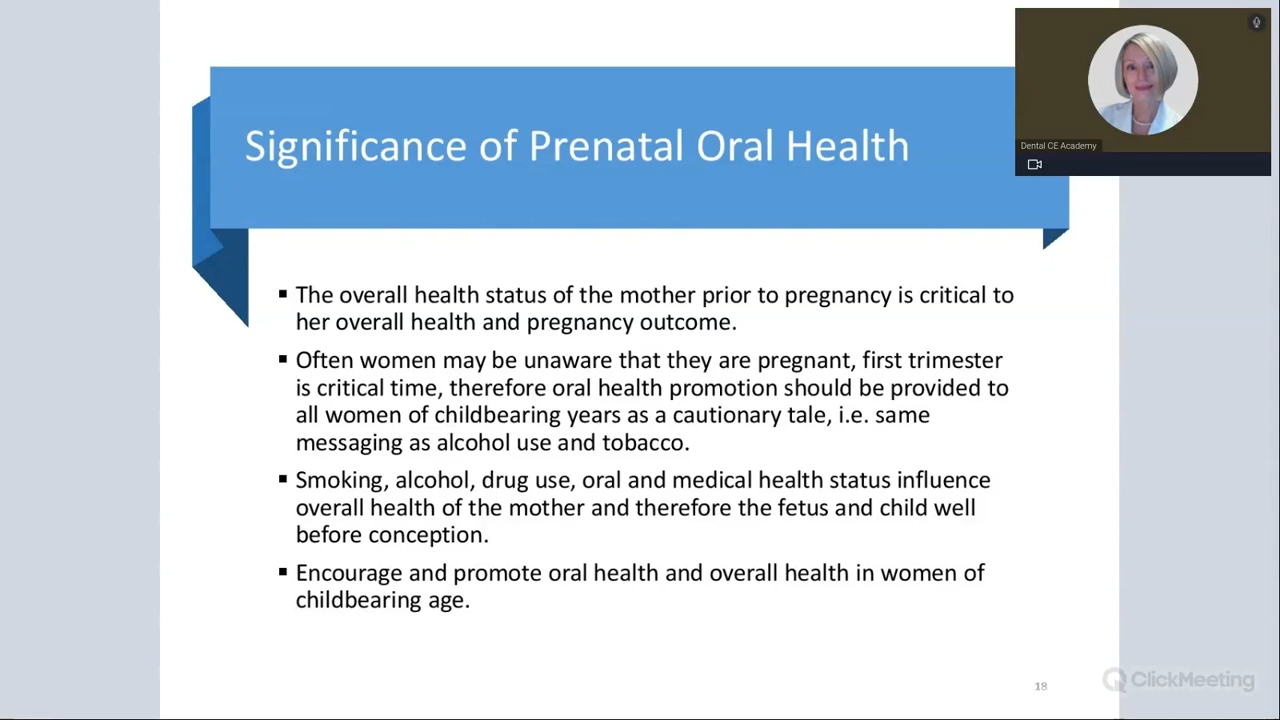 Significance of Prenatal Oral Health
Dental CE Academy
▪ The overall health status of the mother prior to pregnancy is critical to
her overall health and pregnancy outcome.
▪ Often women may be unaware that they are pregnant, first trimester
is critical time, therefore oral health promotion should be provided to
all women of childbearing years as a cautionary tale, i.e. same
messaging as alcohol use and tobacco.
▪ Smoking, alcohol, drug use, oral and medical health status influence
overall health of the mother and therefore the fetus and child well
before conception.
▪ Encourage and promote oral health and overall health in women of
childbearing age.
18
ClickMeeting